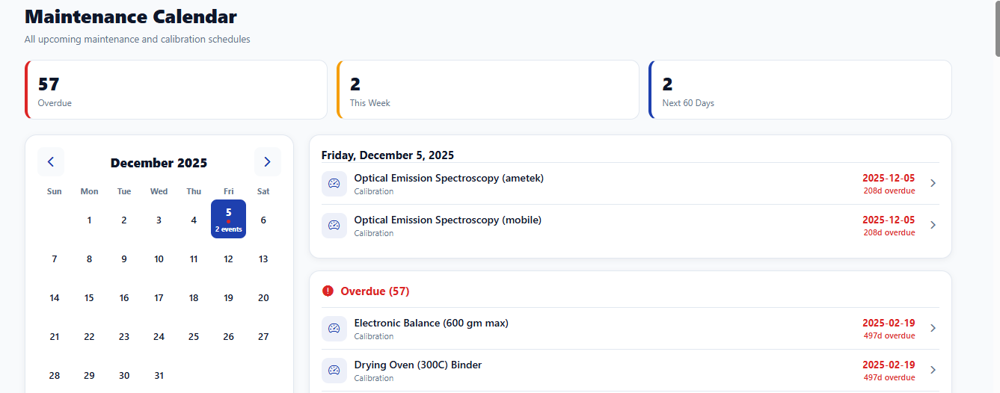 Maintenance Calendar
All upcoming maintenance and calibration schedules
57
Overdue
2
This Week
2
Next 60 Days
December 2025
Sun Mon Tue Wed Thu Fri Sat
1 2 3 4 5 6
2 events
7 8 9 10 11 12 13
14 15 16 17 18 19 20
21 22 23 24 25 26 27
28 29 30 31
Friday, December 5, 2025
Optical Emission Spectroscopy (ametek) 2025-12-05
Calibration 208d overdue
Optical Emission Spectroscopy (mobile) 2025-12-05
Calibration 208d overdue
Overdue (57)
Electronic Balance (600 gm max) 2025-02-19
Calibration 497d overdue
Drying Oven (300C) Binder 2025-02-19
Calibration 497d overdue